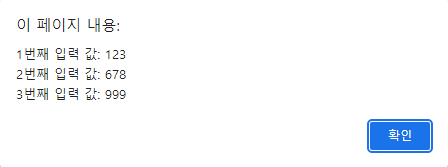 이 페이지 내용:
1번째 입력 값: 123
2번째 입력 값: 678
3번째 입력 값: 999
확인